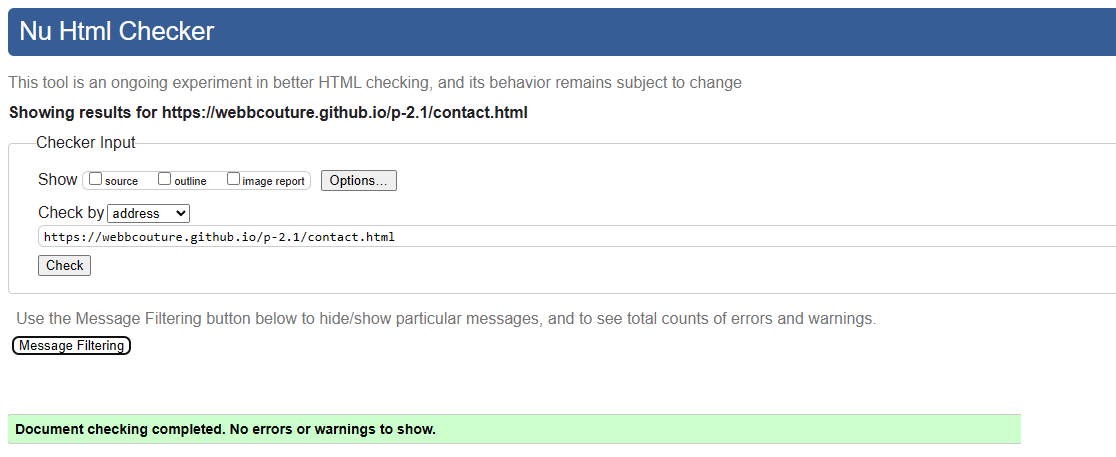 Nu Html Checker
This tool is an ongoing experiment in better HTML checking, and its behavior remains subject to change
Showing results for https://webbcouture.github.io/p-2.1/contact.html
Checker Input
Show source outline image report Options...
Check by address
https://webbcouture.github.io/p-2.1/contact.html
Check
Use the Message Filtering button below to hide/show particular messages, and to see total counts of errors and warnings.
Message Filtering
Document checking completed. No errors or warnings to show.